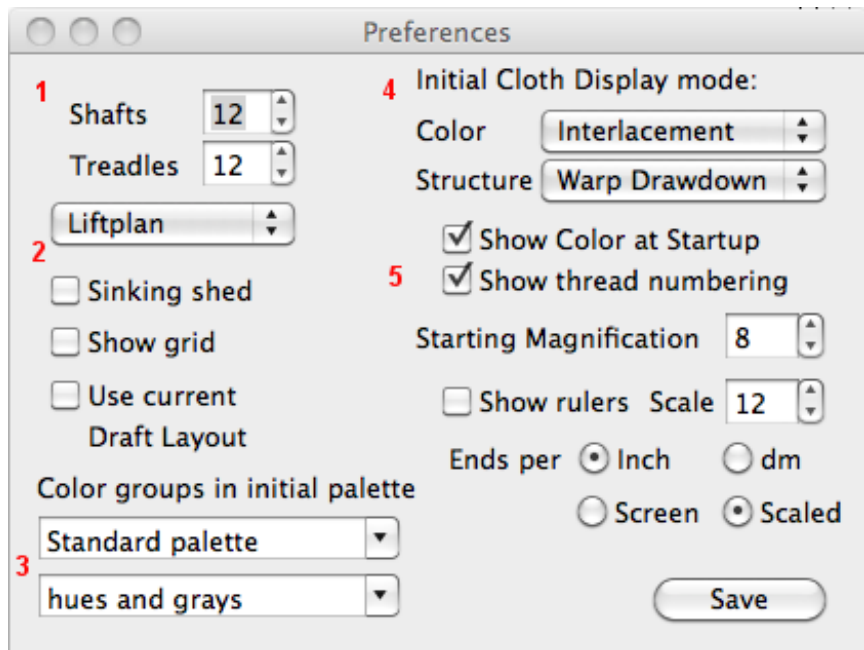 Preferences
1
Shafts 12
Treadles 12
Liftplan
2
Sinking shed
Show grid
Use current
Draft Layout
Color groups in initial palette
3
Standard palette
hues and grays
4
Initial Cloth Display mode:
Color Interlacement
Structure Warp Drawdown
Show Color at Startup
5
Show thread numbering
Starting Magnification 8
Show rulers Scale 12
Ends per Inch dm
Screen Scaled
Save